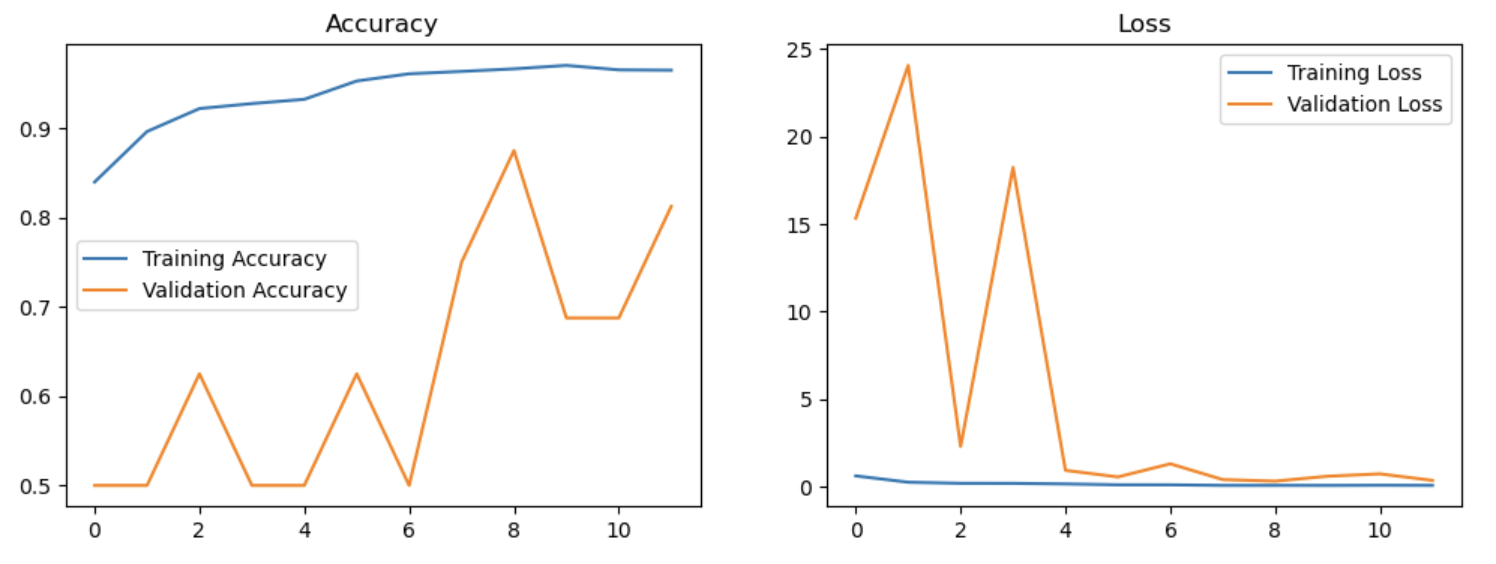 Accuracy
0.9
0.8
0.7
0.6
0.5
Training Accuracy
Validation Accuracy
0 2 4 6 8 10
Loss
25
20
15
10
5
0
Training Loss
Validation Loss
0 2 4 6 8 10